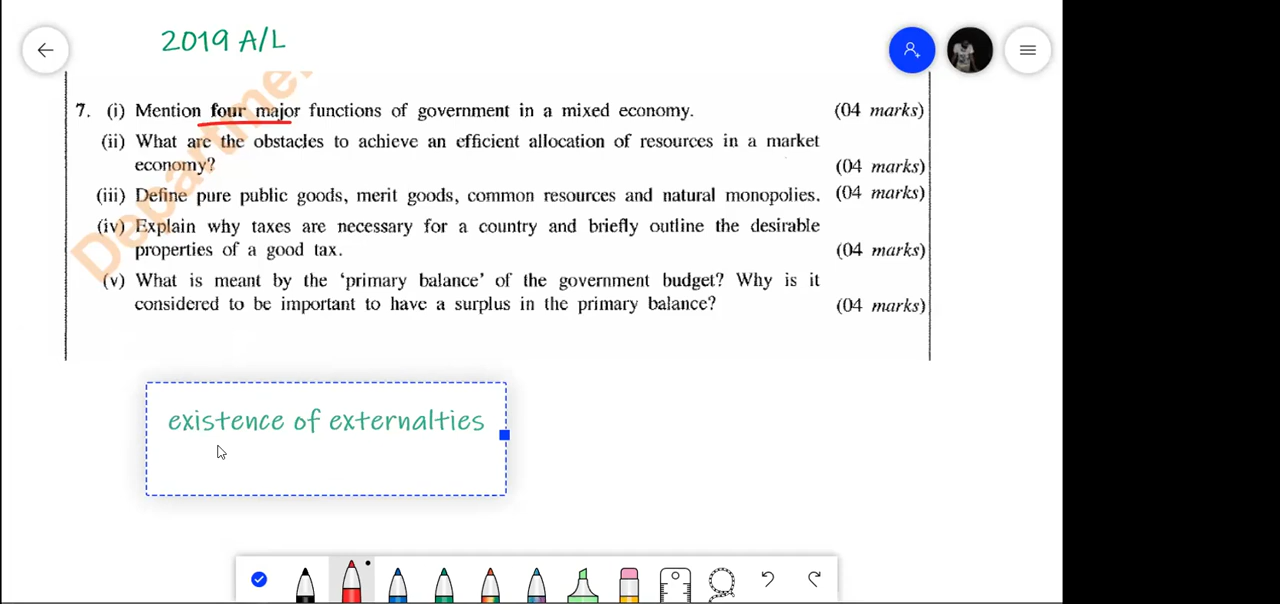 2019 A/L
7. (i) Mention four major functions of government in a mixed economy. (04 marks)
(ii) What are the obstacles to achieve an efficient allocation of resources in a market
economy? (04 marks)
(iii) Define pure public goods, merit goods, common resources and natural monopolies. (04 marks)
(iv) Explain why taxes are necessary for a country and briefly outline the desirable
properties of a good tax. (04 marks)
(v) What is meant by the ‘primary balance’ of the government budget? Why is it
considered to be important to have a surplus in the primary balance? (04 marks)
Departme
existence of externalties